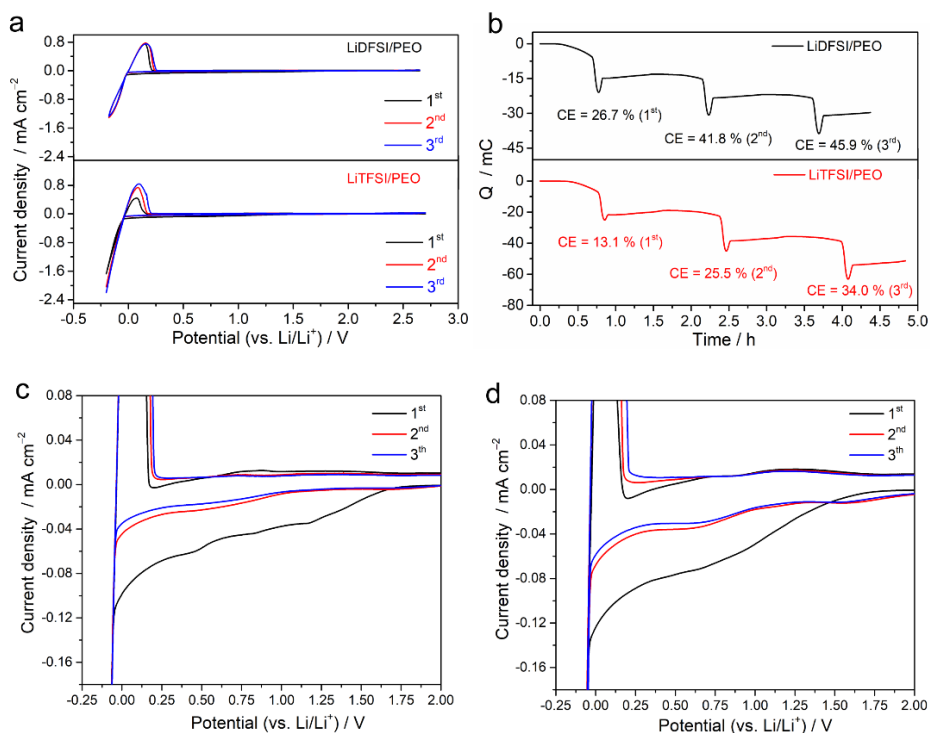 a
0.8
0.0
-0.8
-1.6
-2.4
LiDFSI/PEO
1st
2nd
3rd
0.8
0.0
-0.8
-1.6
-2.4
LiTFSI/PEO
1st
2nd
3rd
-0.5 0.0 0.5 1.0 1.5 2.0 2.5 3.0
Potential (vs. Li/Li+) / V
Current density / mA cm−2
b
0
-15
-30
-45
LiDFSI/PEO
CE = 26.7 % (1st)
CE = 41.8 % (2nd)
CE = 45.9 % (3rd)
0
-20
-40
-60
-80
LiTFSI/PEO
CE = 13.1 % (1st)
CE = 25.5 % (2nd)
CE = 34.0 % (3rd)
0.0 0.5 1.0 1.5 2.0 2.5 3.0 3.5 4.0 4.5 5.0
Time / h
Q / mC
c
0.08
0.04
0.00
-0.04
-0.08
-0.12
-0.16
1st
2nd
3th
-0.25 0.00 0.25 0.50 0.75 1.00 1.25 1.50 1.75 2.00
Potential (vs. Li/Li+) / V
Current density / mA cm−2
d
0.08
0.04
0.00
-0.04
-0.08
-0.12
-0.16
1st
2nd
3th
-0.25 0.00 0.25 0.50 0.75 1.00 1.25 1.50 1.75 2.00
Potential (vs. Li/Li+) / V
Current density / mA cm−2